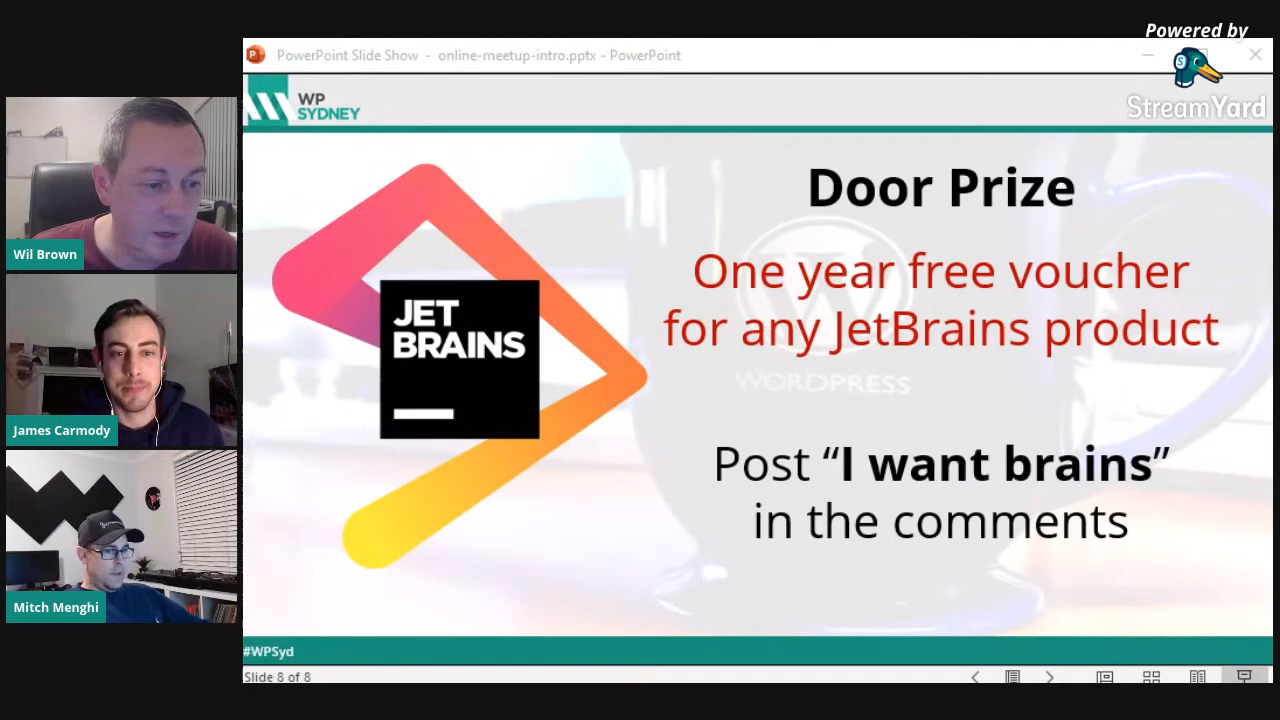 Powered by
StreamYard
PowerPoint Slide Show - online-meetup-intro.pptx - PowerPoint
WP
SYDNEY
Wil Brown
James Carmody
Mitch Menghi
JET
BRAINS
Door Prize
One year free voucher
for any JetBrains product
WORDPRESS
Post “I want brains”
in the comments
#WPSyd
Slide 8 of 8